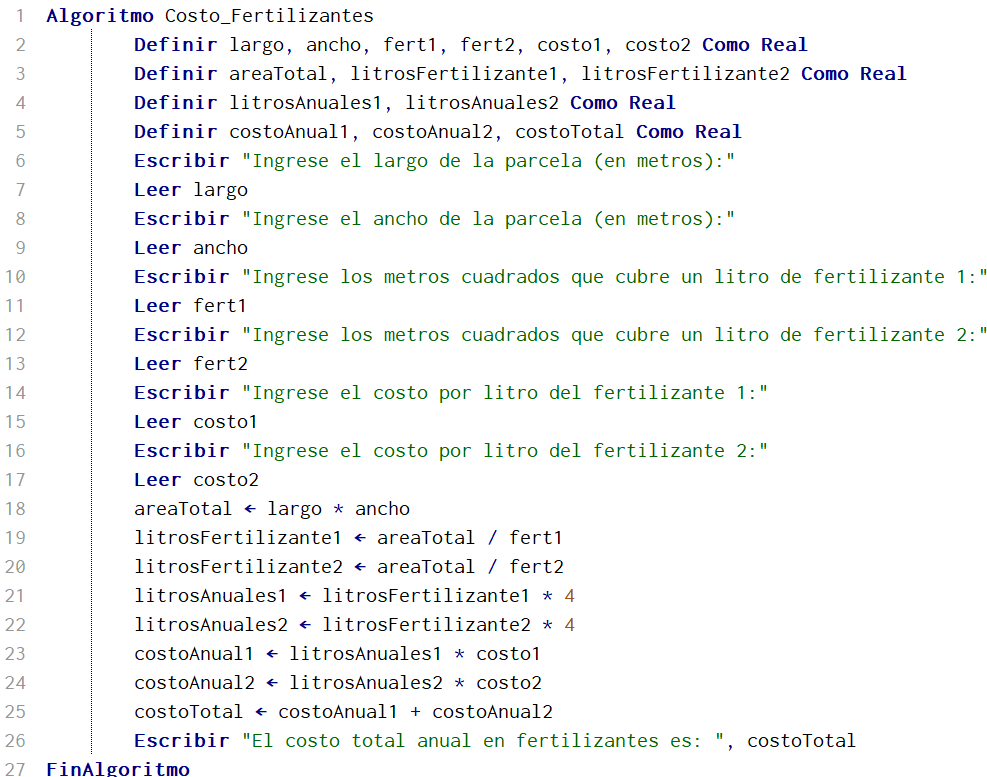 1 Algoritmo Costo_Fertilizantes
2 Definir largo, ancho, fert1, fert2, costo1, costo2 Como Real
3 Definir areaTotal, litrosFertilizante1, litrosFertilizante2 Como Real
4 Definir litrosAnuales1, litrosAnuales2 Como Real
5 Definir costoAnual1, costoAnual2, costoTotal Como Real
6 Escribir "Ingrese el largo de la parcela (en metros):"
7 Leer largo
8 Escribir "Ingrese el ancho de la parcela (en metros):"
9 Leer ancho
10 Escribir "Ingrese los metros cuadrados que cubre un litro de fertilizante 1:"
11 Leer fert1
12 Escribir "Ingrese los metros cuadrados que cubre un litro de fertilizante 2:"
13 Leer fert2
14 Escribir "Ingrese el costo por litro del fertilizante 1:"
15 Leer costo1
16 Escribir "Ingrese el costo por litro del fertilizante 2:"
17 Leer costo2
18 areaTotal ← largo * ancho
19 litrosFertilizante1 ← areaTotal / fert1
20 litrosFertilizante2 ← areaTotal / fert2
21 litrosAnuales1 ← litrosFertilizante1 * 4
22 litrosAnuales2 ← litrosFertilizante2 * 4
23 costoAnual1 ← litrosAnuales1 * costo1
24 costoAnual2 ← litrosAnuales2 * costo2
25 costoTotal ← costoAnual1 + costoAnual2
26 Escribir "El costo total anual en fertilizantes es: ", costoTotal
27 FinAlgoritmo